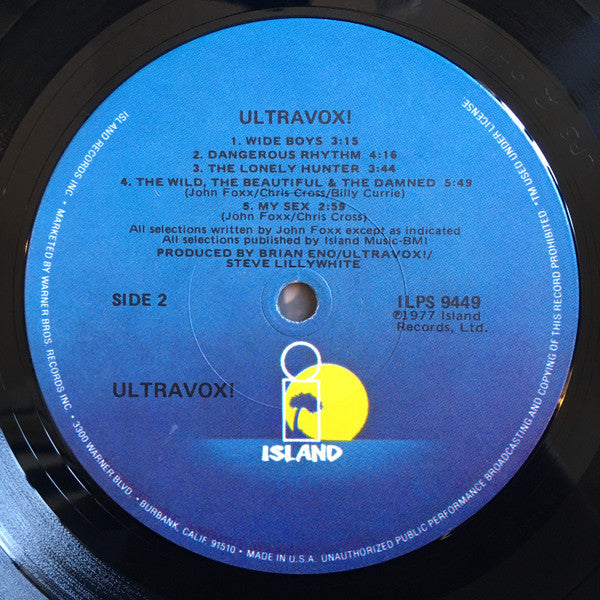 ULTRAVOX!
1. WIDE BOYS 3:15
2. DANGEROUS RHYTHM 4:16
3. THE LONELY HUNTER 3:44
4. THE WILD, THE BEAUTIFUL & THE DAMNED 5:49
(John Foxx/Chris Cross/Billy Currie)
5. MY SEX 2:59
(John Foxx/Chris Cross)
All selections written by John Foxx except as indicated
All selections published by Island Music-BMI
PRODUCED BY BRIAN ENO/ULTRAVOX!/
STEVE LILLYWHITE
SIDE 2
ILPS 9449
℗1977 Island
Records, Ltd.
ULTRAVOX!
ISLAND
ISLAND RECORDS INC • MARKETED BY WARNER BROS. RECORDS INC • 3300 WARNER BLVD. • BURBANK, CALIF. 91510 • MADE IN U.S.A. UNAUTHORIZED PUBLIC PERFORMANCE BROADCASTING AND COPYING OF THIS RECORD PROHIBITED • TM USED UNDER LICENSE.